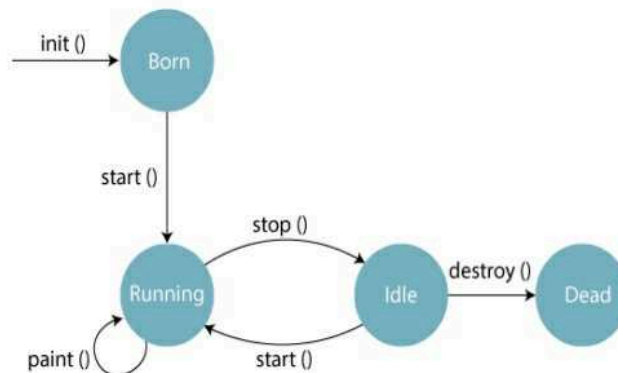 init ()
Born
start ()
stop ()
destroy ()
Running
Idle
Dead
paint ()
start ()